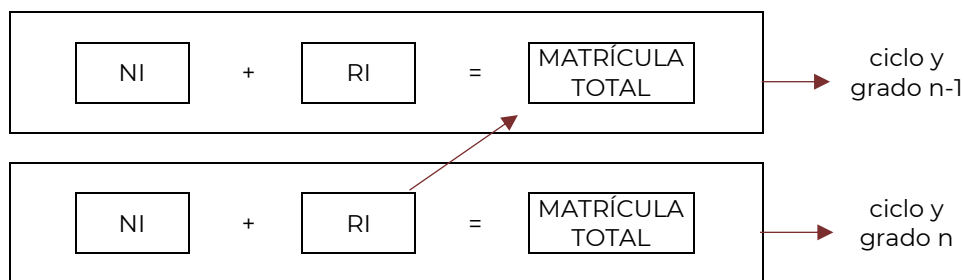 NI + RI = MATRÍCULA TOTAL
ciclo y
grado n-1
NI + RI = MATRÍCULA TOTAL
ciclo y
grado n